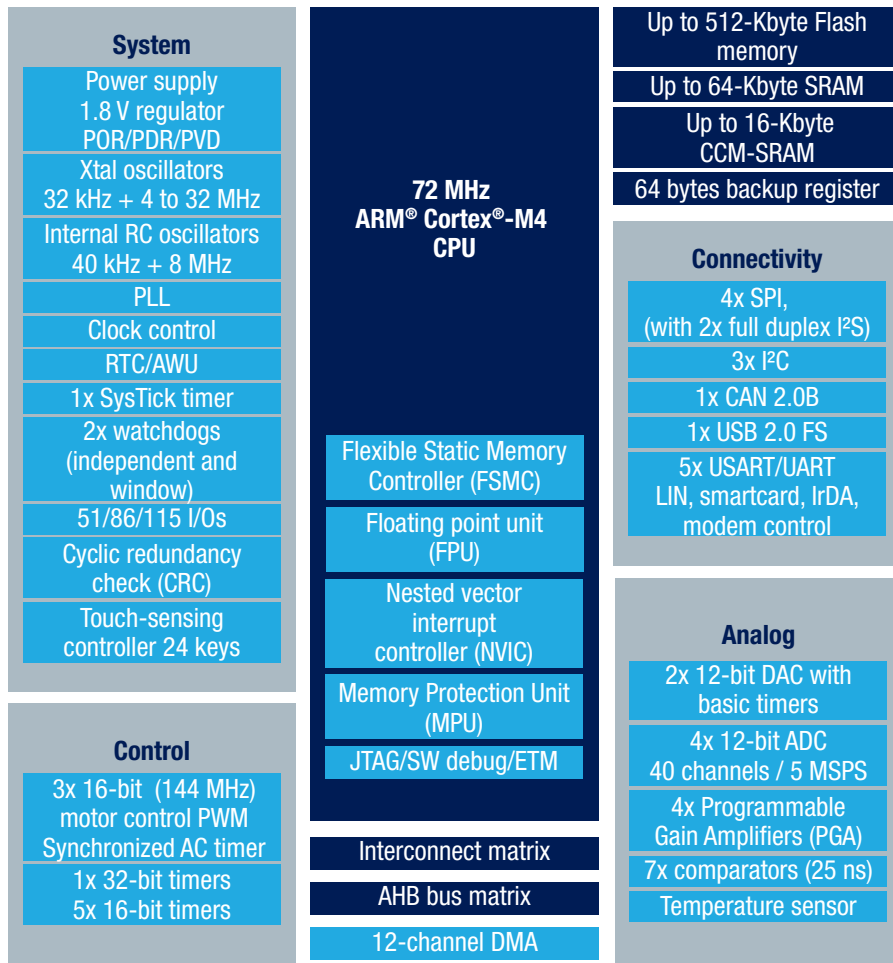 System
Power supply
1.8 V regulator
POR/PDR/PVD
Xtal oscillators
32 kHz + 4 to 32 MHz
Internal RC oscillators
40 kHz + 8 MHz
PLL
Clock control
RTC/AWU
1x SysTick timer
2x watchdogs
(independent and
window)
51/86/115 I/Os
Cyclic redundancy
check (CRC)
Touch-sensing
controller 24 keys
Control
3x 16-bit (144 MHz)
motor control PWM
Synchronized AC timer
1x 32-bit timers
5x 16-bit timers
72 MHz
ARM® Cortex®-M4
CPU
Flexible Static Memory
Controller (FSMC)
Floating point unit
(FPU)
Nested vector
interrupt
controller (NVIC)
Memory Protection Unit
(MPU)
JTAG/SW debug/ETM
Interconnect matrix
AHB bus matrix
12-channel DMA
Up to 512-Kbyte Flash
memory
Up to 64-Kbyte SRAM
Up to 16-Kbyte
CCM-SRAM
64 bytes backup register
Connectivity
4x SPI,
(with 2x full duplex I²S)
3x I²C
1x CAN 2.0B
1x USB 2.0 FS
5x USART/UART
LIN, smartcard, IrDA,
modem control
Analog
2x 12-bit DAC with
basic timers
4x 12-bit ADC
40 channels / 5 MSPS
4x Programmable
Gain Amplifiers (PGA)
7x comparators (25 ns)
Temperature sensor